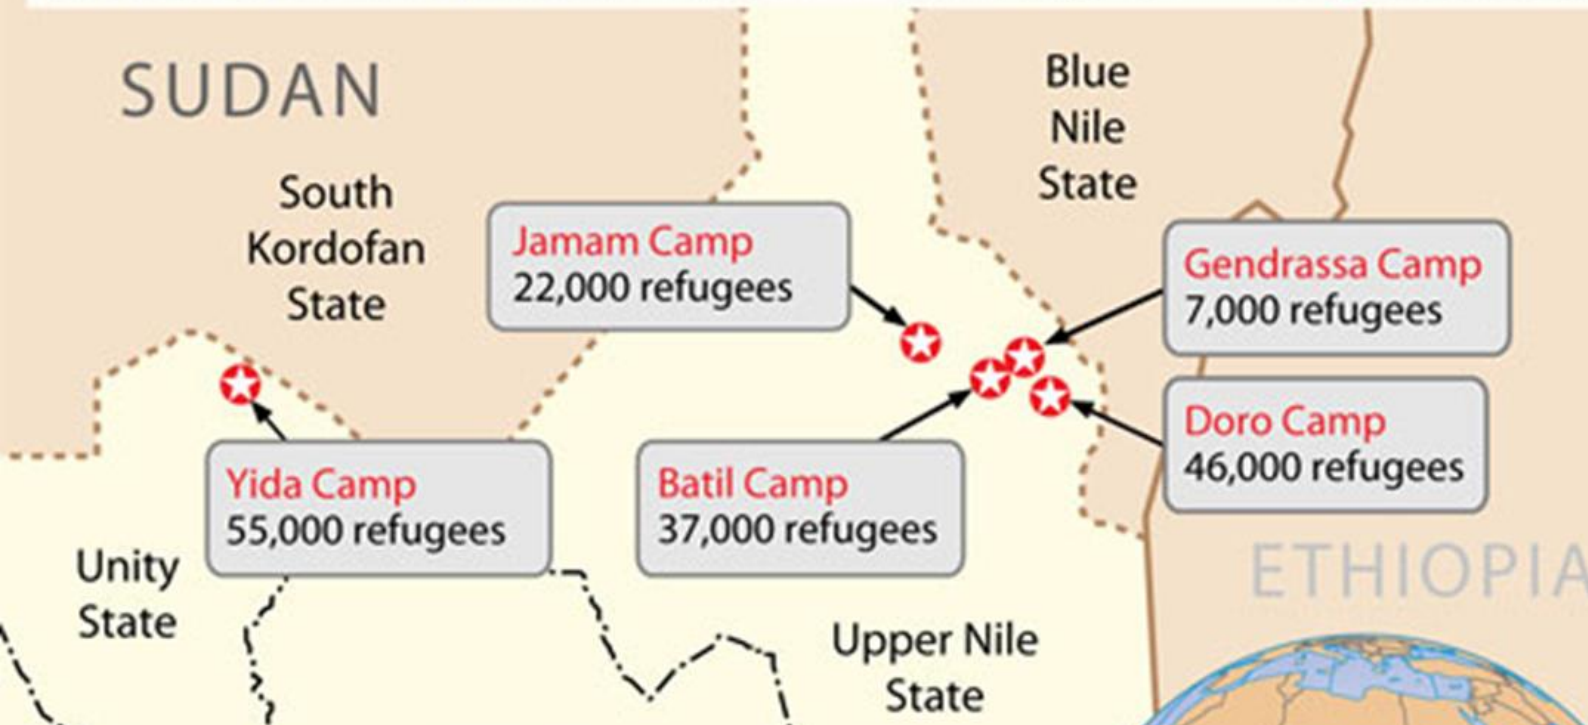 SUDAN
South
Kordofan
State
Blue
Nile
State
Jamam Camp
22,000 refugees
Gendrassa Camp
7,000 refugees
Doro Camp
46,000 refugees
Yida Camp
55,000 refugees
Batil Camp
37,000 refugees
Unity
State
ETHIOPIA
Upper Nile
State